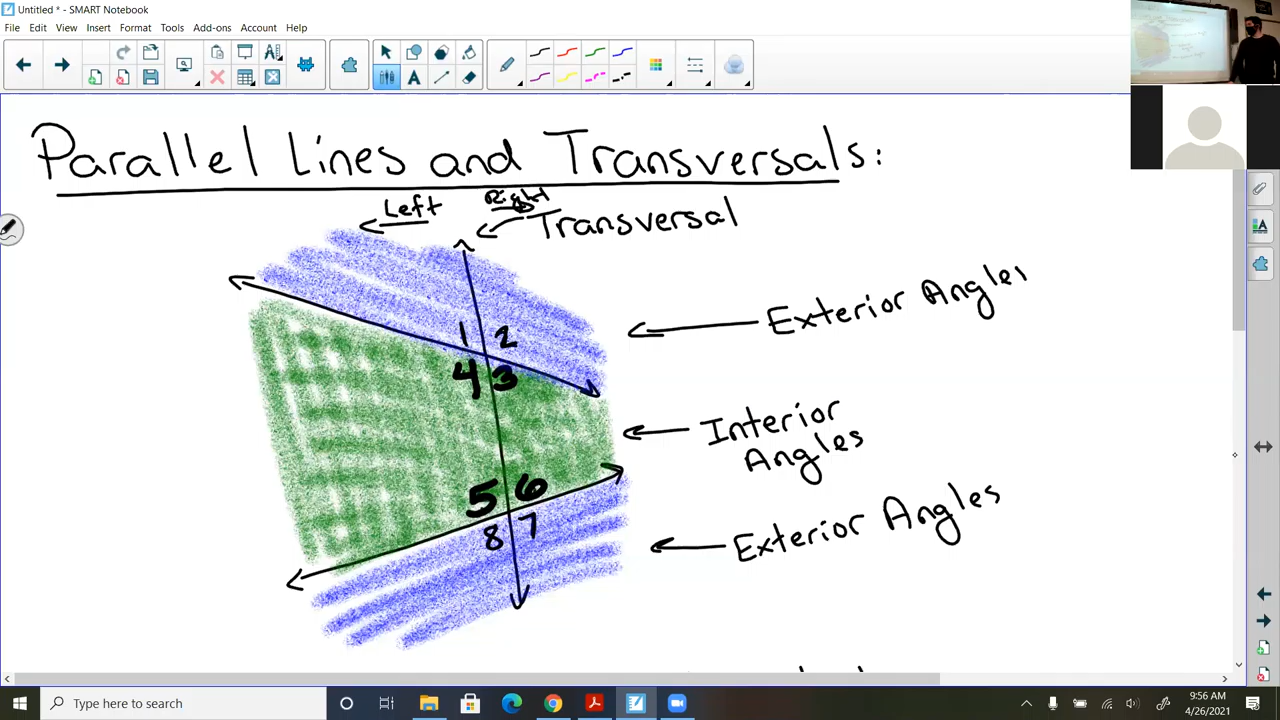 Untitled * - SMART Notebook
File Edit View Insert Format Tools Add-ons Account Help
Parallel Lines and Transversals:
Left Right
Transversal
Exterior Angles
1 2
4 3
Interior
Angles
5 6
8 7
Exterior Angles
Type here to search
9:56 AM
4/26/2021